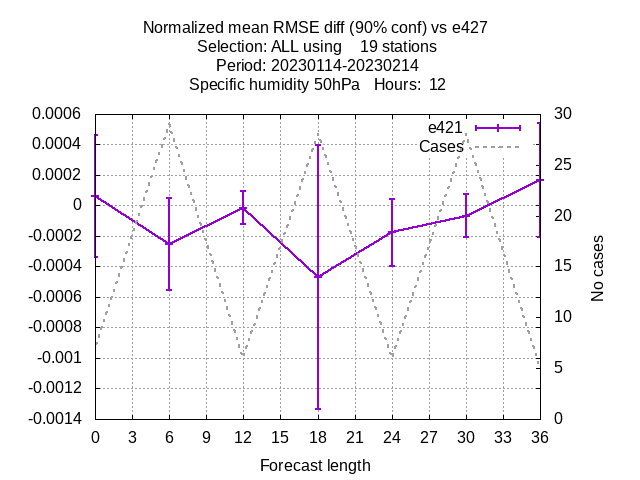 Normalized mean RMSE diff (90% conf) vs e427
Selection: ALL using    19 stations
Period: 20230114-20230214
Specific humidity 50hPa   Hours:  12
e421
Cases
0.0006
0.0004
0.0002
0
-0.0002
-0.0004
-0.0006
-0.0008
-0.001
-0.0012
-0.0014
30
25
20
15
10
5
0
No cases
0 3 6 9 12 15 18 21 24 27 30 33 36
Forecast length